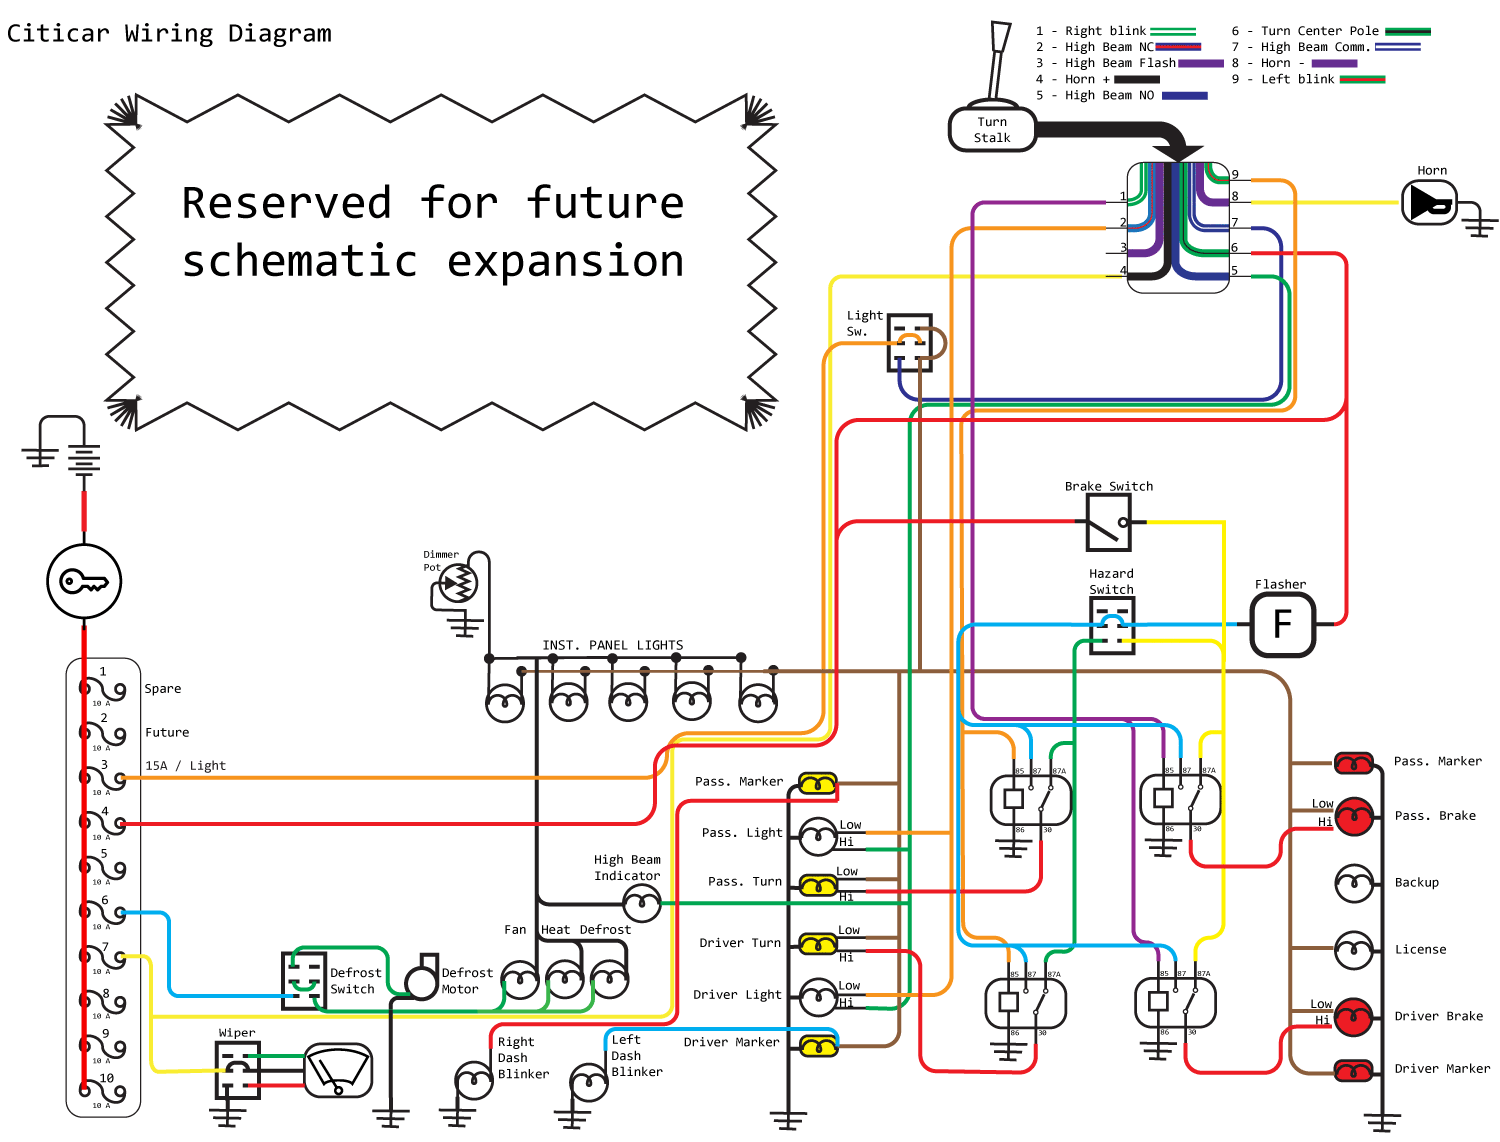 Citicar Wiring Diagram
1 - Right blink
2 - High Beam NC
3 - High Beam Flash
4 - Horn +
5 - High Beam NO
6 - Turn Center Pole
7 - High Beam Comm.
8 - Horn -
9 - Left blink
Turn
Stalk
Reserved for future
schematic expansion
1
2
3
4
9
8
7
6
5
Horn
Light
Sw.
Brake Switch
Hazard
Switch
Flasher
F
Dimmer
Pot
INST. PANEL LIGHTS
1
10 A
Spare
2
10 A
Future
3
10 A
15A / Light
4
10 A
5
10 A
6
10 A
7
10 A
8
10 A
9
10 A
10
10 A
High Beam
Indicator
Fan
Heat
Defrost
Defrost
Switch
Defrost
Motor
Wiper
Right
Dash
Blinker
Left
Dash
Blinker
Pass. Marker
Pass. Light
Low
Hi
Pass. Turn
Low
Hi
Driver Turn
Low
Hi
Driver Light
Low
Hi
Driver Marker
85
87
87A
86
30
85
87
87A
86
30
85
87
87A
86
30
85
87
87A
86
30
Pass. Marker
Low
Hi
Pass. Brake
Backup
License
Low
Hi
Driver Brake
Driver Marker